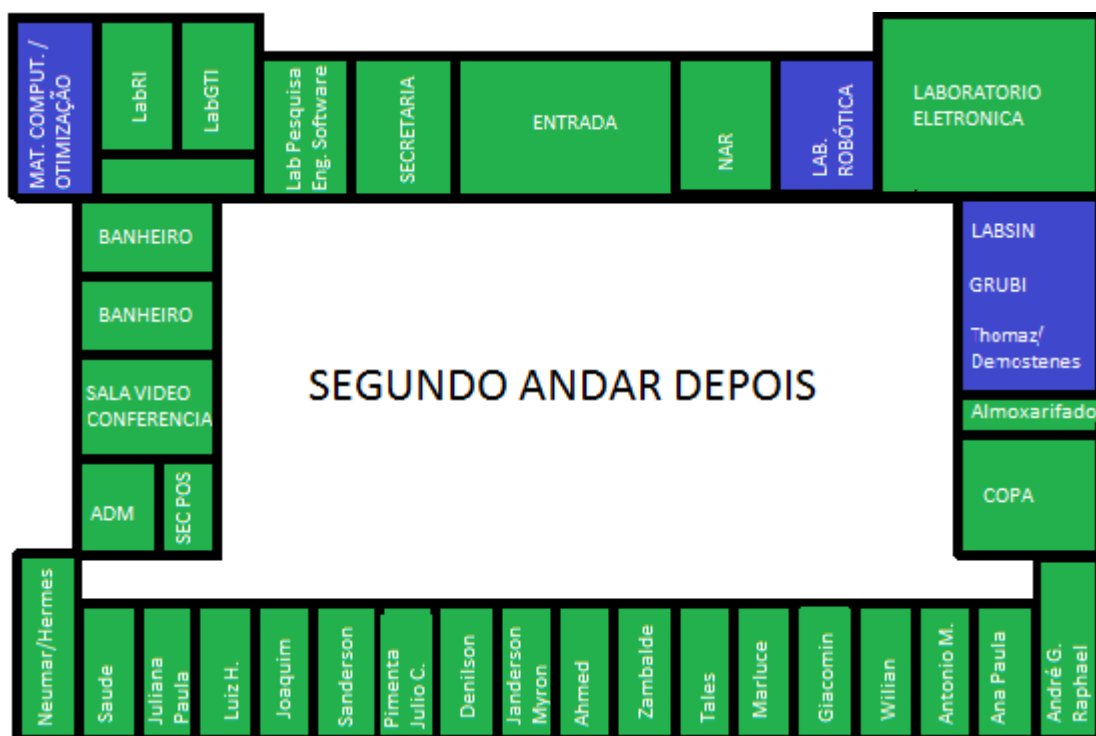 MAT. COMPUT. /
OTIMIZAÇÃO
LabRI
LabGTI
Lab Pesquisa
Eng. Software
SECRETARIA
ENTRADA
NAR
LAB.
ROBÓTICA
LABORATORIO
ELETRONICA
BANHEIRO
BANHEIRO
SALA VIDEO
CONFERENCIA
ADM
SEC POS
SEGUNDO ANDAR DEPOIS
LABSIN
GRUBI
Thomaz/
Demostenes
Almoxarifado
COPA
Neumar/Hermes
Saude
Juliana
Paula
Luiz H.
Joaquim
Sanderson
Pimenta
Julio C.
Denilson
Janderson
Myron
Ahmed
Zambalde
Tales
Marluce
Giacomin
Wilian
Antonio M.
Ana Paula
André G.
Raphael